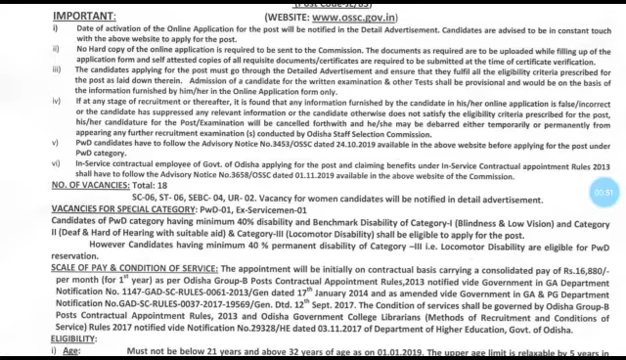 (Post Code-SL/05)
IMPORTANT: (WEBSITE: www.ossc.gov.in)
i) Date of activation of the Online Application for the post will be notified in the Detail Advertisement. Candidates are advised to be in constant touch
with the above website to apply for the post.
ii) No Hard copy of the online application is required to be sent to the Commission. The documents as required are to be uploaded while filling up of the
application form and self attested copies of all requisite documents/certificates are required to be submitted at the time of certificate verification.
iii) The candidates applying for the post must go through the Detailed Advertisement and ensure that they fulfil all the eligibility criteria prescribed for
the post as laid down therein. Admission of a candidate for the written examination & other Tests shall be provisional and would be on the basis of
the information furnished by him/her in the Online Application form only.
iv) If at any stage of recruitment or thereafter, it is found that any information furnished by the candidate in his/her online application is false/incorrect
or the candidate has suppressed any relevant information or the candidate otherwise does not satisfy the eligibility criteria prescribed for the post,
his/her candidature for the Post/Examination will be cancelled forthwith and he/she may be debarred either temporarily or permanently from
appearing any further recruitment examination (s) conducted by Odisha Staff Selection Commission.
v) PwD candidates have to follow the Advisory Notice No.3453/OSSC dated 24.10.2019 available in the above website before applying for the post under
PwD category.
vi) In-Service contractual employee of Govt. of Odisha applying for the post and claiming benefits under In-Service Contractual appointment Rules 2013
shall have to follow the Advisory Notice No.3658/OSSC dated 01.11.2019 available in the above website of the Commission.
NO. OF VACANCIES: Total: 18
SC-06, ST- 06, SEBC- 04, UR- 02. Vacancy for women candidates will be notified in detail advertisement.
05:51
VACANCIES FOR SPECIAL CATEGORY: PwD-01, Ex-Servicemen-01
Candidates of PwD category having minimum 40% disability and Benchmark Disability of Category-I (Blindness & Low Vision) and Category
II (Deaf & Hard of Hearing with suitable aid) & Category-III (Locomotor Disability) shall be eligible to apply for the post.
However Candidates having minimum 40 % permanent disability of Category –III i.e. Locomotor Disability are eligible for PwD
reservation.
SCALE OF PAY & CONDITION OF SERVICE: The appointment will be initially on contractual basis carrying a consolidated pay of Rs.16,880/-
per month (for 1st year) as per Odisha Group-B Posts Contractual Appointment Rules,2013 notified vide Government in GA Department
Notification No. 1147-GAD-SC-RULES-0061-2013/Gen dated 17th January 2014 and as amended vide Government in GA & PG Department
Notification No.GAD-SC-RULES-0037-2017-19569/Gen. Dtd. 12th Sept. 2017. The Condition of services shall be governed by Odisha Group-B
Posts Contractual Appointment Rules, 2013 and Odisha Government College Librarians (Methods of Recruitment and Conditions of
Service) Rules 2017 notified vide Notification No.29328/HE dated 03.11.2017 of Department of Higher Education, Govt. of Odisha.
ELIGIBILITY:
i) Age: Must not be below 21 years and above 32 years of age as on 01.01.2019. The upper age limit is relaxable by 5 years in